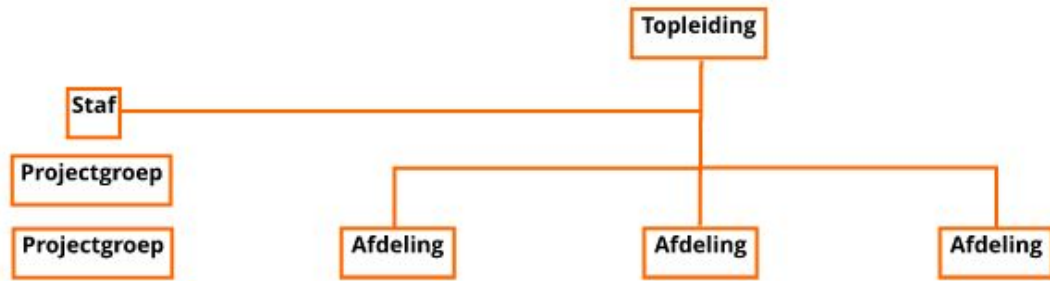 Topleiding
Staf
Projectgroep
Projectgroep
Afdeling
Afdeling
Afdeling